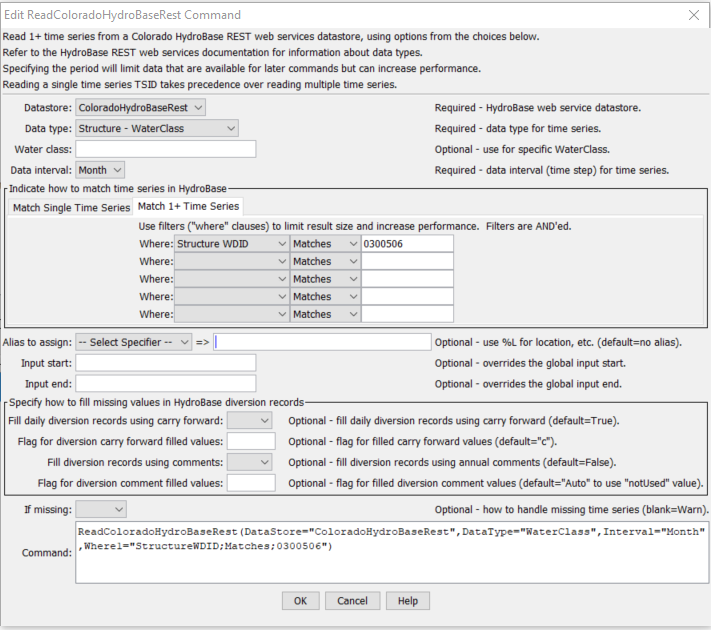 Edit ReadColoradoHydroBaseRest Command
Read 1+ time series from a Colorado HydroBase REST web services datastore, using options from the choices below.
Refer to the HydroBase REST web services documentation for information about data types.
Specifying the period will limit data that are available for later commands but can increase performance.
Reading a single time series TSID takes precedence over reading multiple time series.
Datastore: ColoradoHydroBaseRest Required - HydroBase web service datastore.
Data type: Structure - WaterClass Required - data type for time series.
Water class: Optional - use for specific WaterClass.
Data interval: Month Required - data interval (time step) for time series.
Indicate how to match time series in HydroBase
Match Single Time Series Match 1+ Time Series
Use filters ("where" clauses) to limit result size and increase performance. Filters are AND'ed.
Where: Structure WDID Matches 0300506
Where: Matches
Where: Matches
Where: Matches
Where: Matches
Alias to assign: -- Select Specifier -- => Optional - use %L for location, etc. (default=no alias).
Input start: Optional - overrides the global input start.
Input end: Optional - overrides the global input end.
Specify how to fill missing values in HydroBase diversion records
Fill daily diversion records using carry forward: Optional - fill daily diversion records using carry forward (default=True).
Flag for diversion carry forward filled values: Optional - flag for filled carry forward values (default="c").
Fill diversion records using comments: Optional - fill diversion records using annual comments (default=False).
Flag for diversion comment filled values: Optional - flag for filled diversion comment values (default="Auto" to use "notUsed" value).
If missing: Optional - how to handle missing time series (blank=Warn).
Command: ReadColoradoHydroBaseRest(DataStore="ColoradoHydroBaseRest",DataType="WaterClass",Interval="Month"
,Where1="StructureWDID;Matches;0300506")
OK Cancel Help